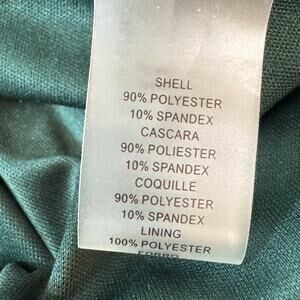 SHELL
90% POLYESTER
10% SPANDEX
CASCARA
90% POLIESTER
10% SPANDEX
COQUILLE
90% POLYESTER
10% SPANDEX
LINING
100% POLYESTER